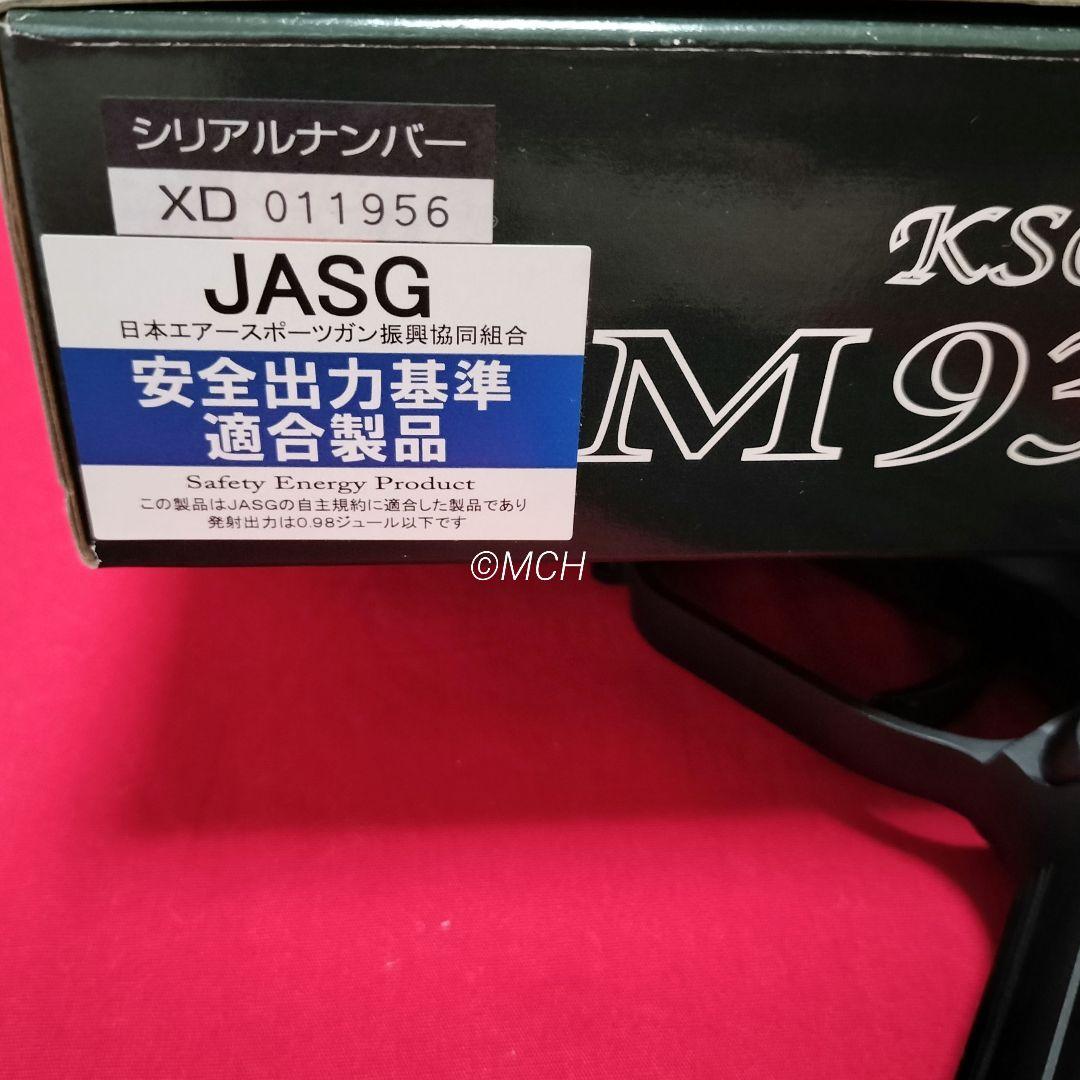 シリアルナンバー
XD 011956
JASG
日本エアースポーツガン振興協同組合
安全出力基準
適合製品
Safety Energy Product
この製品はJASGの自主規約に適合した製品であり
発射出力は0.98ジュール以下です
KSC
M93
©MCH